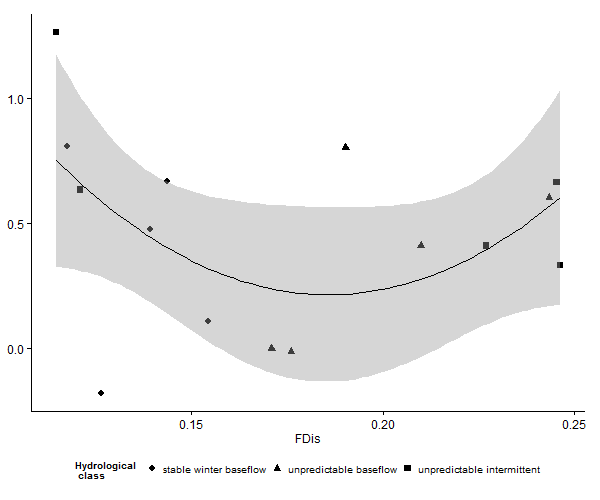 1.0
0.5
0.0
0.15 0.20 0.25
FDis
Hydrological
class
stable winter baseflow unpredictable baseflow unpredictable intermittent